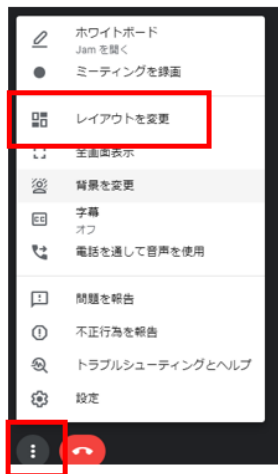 ホワイトボード
Jam を開く
ミーティングを録画
レイアウトを変更
全画面表示
背景を変更
CC
字幕
オフ
電話を通して音声を使用
問題を報告
不正行為を報告
トラブルシューティングとヘルプ
設定